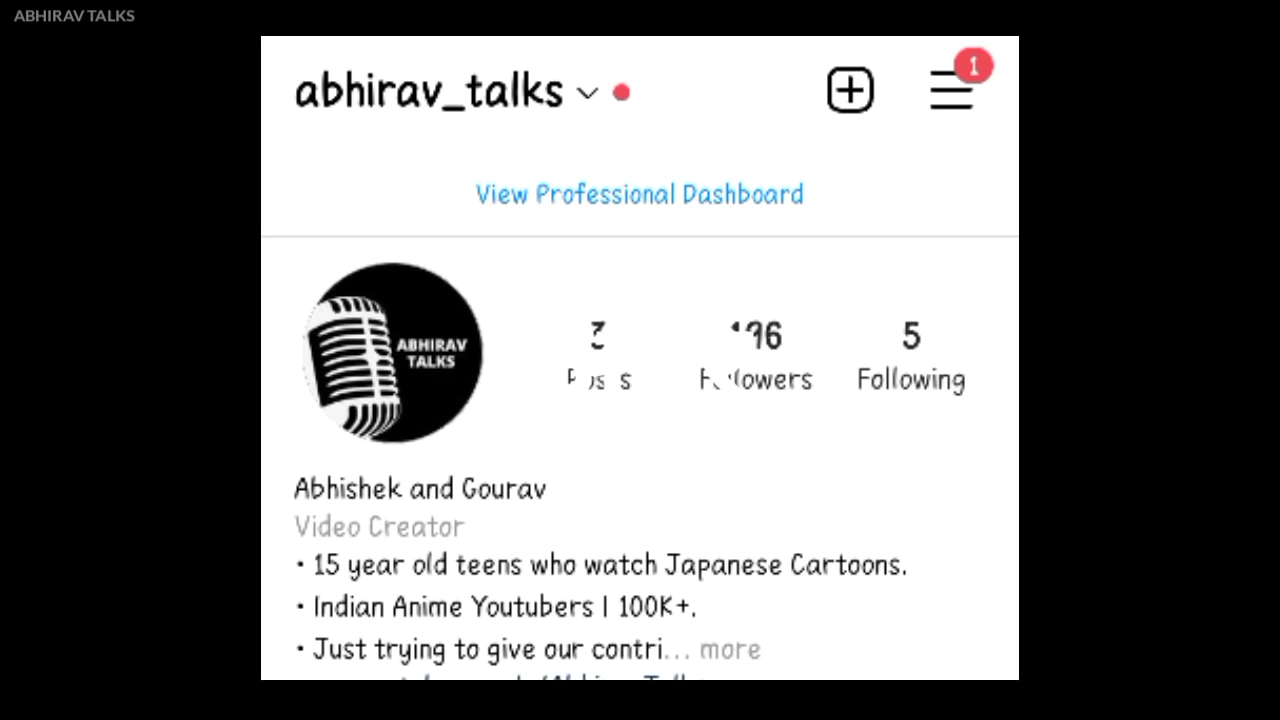 ABHIRAV TALKS
abhirav_talks
1
View Professional Dashboard
ABHIRAV
TALKS
5
Followers
Following
Abhishek and Gourav
Video Creator
• 15 year old teens who watch Japanese Cartoons.
• Indian Anime Youtubers | 100K+.
• Just trying to give our contri... more